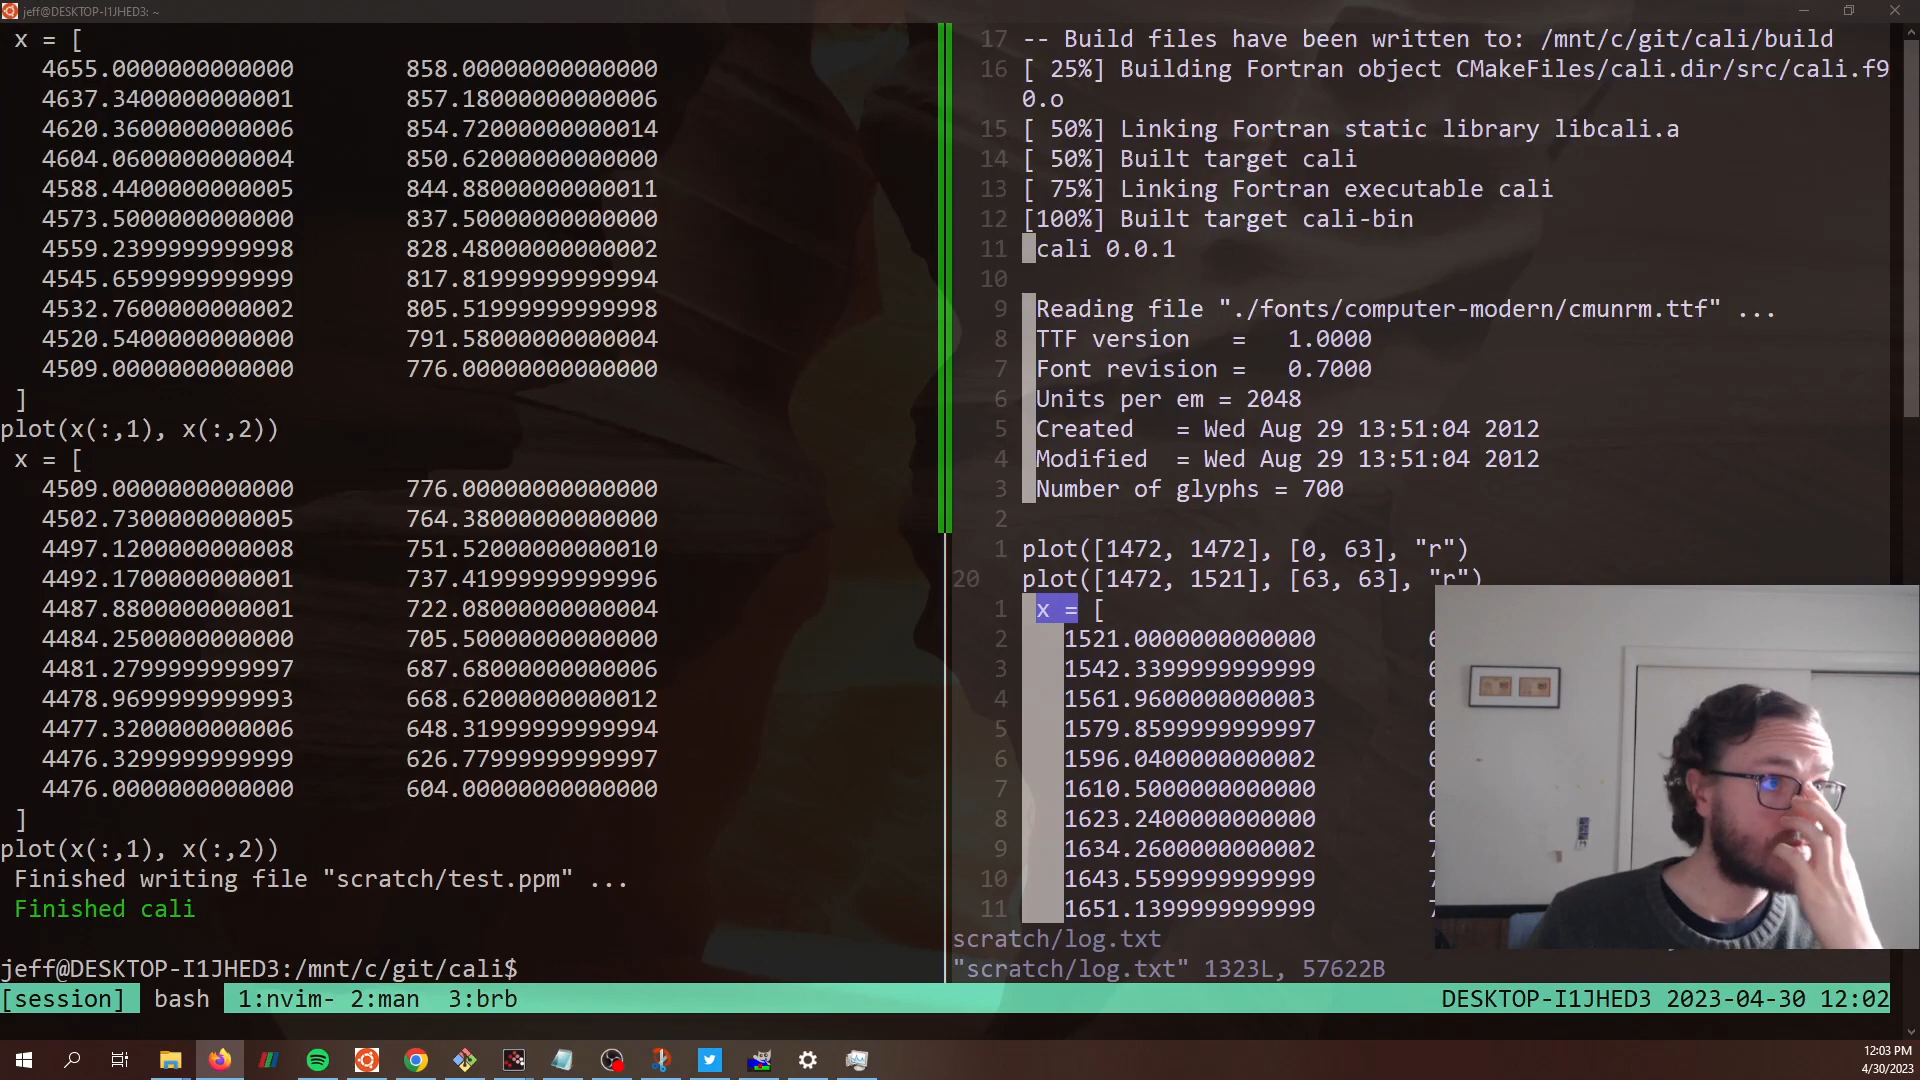 jeff@DESKTOP-I1JHED3: ~
x = [
4655.0000000000000 858.00000000000000
4637.3400000000001 857.18000000000006
4620.3600000000006 854.72000000000014
4604.0600000000004 850.62000000000000
4588.4400000000005 844.88000000000011
4573.5000000000000 837.50000000000000
4559.2399999999998 828.48000000000002
4545.6599999999999 817.81999999999994
4532.7600000000002 805.51999999999998
4520.5400000000000 791.58000000000004
4509.0000000000000 776.00000000000000
]
plot(x(:,1), x(:,2))
x = [
4509.0000000000000 776.00000000000000
4502.7300000000005 764.38000000000000
4497.1200000000008 751.52000000000010
4492.1700000000001 737.41999999999996
4487.8800000000001 722.08000000000004
4484.2500000000000 705.50000000000000
4481.2799999999997 687.68000000000006
4478.9699999999993 668.62000000000012
4477.3200000000006 648.31999999999994
4476.3299999999999 626.77999999999997
4476.0000000000000 604.00000000000000
]
plot(x(:,1), x(:,2))
Finished writing file "scratch/test.ppm" ...
Finished cali
jeff@DESKTOP-I1JHED3:/mnt/c/git/cali$
17 -- Build files have been written to: /mnt/c/git/cali/build
16 [ 25%] Building Fortran object CMakeFiles/cali.dir/src/cali.f9
0.o
15 [ 50%] Linking Fortran static library libcali.a
14 [ 50%] Built target cali
13 [ 75%] Linking Fortran executable cali
12 [100%] Built target cali-bin
11 cali 0.0.1
10
9 Reading file "./fonts/computer-modern/cmunrm.ttf" ...
8 TTF version = 1.0000
7 Font revision = 0.7000
6 Units per em = 2048
5 Created = Wed Aug 29 13:51:04 2012
4 Modified = Wed Aug 29 13:51:04 2012
3 Number of glyphs = 700
2
1 plot([1472, 1472], [0, 63], "r")
20 plot([1472, 1521], [63, 63], "r")
1 x = [
2 1521.0000000000000 6
3 1542.3399999999999 6
4 1561.9600000000003 6
5 1579.8599999999997 6
6 1596.0400000000002 6
7 1610.5000000000000 6
8 1623.2400000000000 6
9 1634.2600000000002 7
10 1643.5599999999999 7
11 1651.1399999999999 7
scratch/log.txt
"scratch/log.txt" 1323L, 57622B
[session] bash 1:nvim- 2:man 3:brb DESKTOP-I1JHED3 2023-04-30 12:02
12:03 PM
4/30/2023